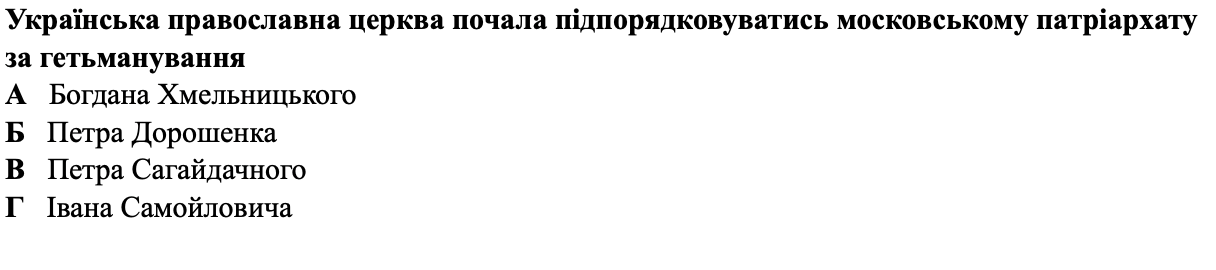 Українська православна церква почала підпорядковуватись московському патріархату
за гетьманування
А Богдана Хмельницького
Б Петра Дорошенка
В Петра Сагайдачного
Г Івана Самойловича